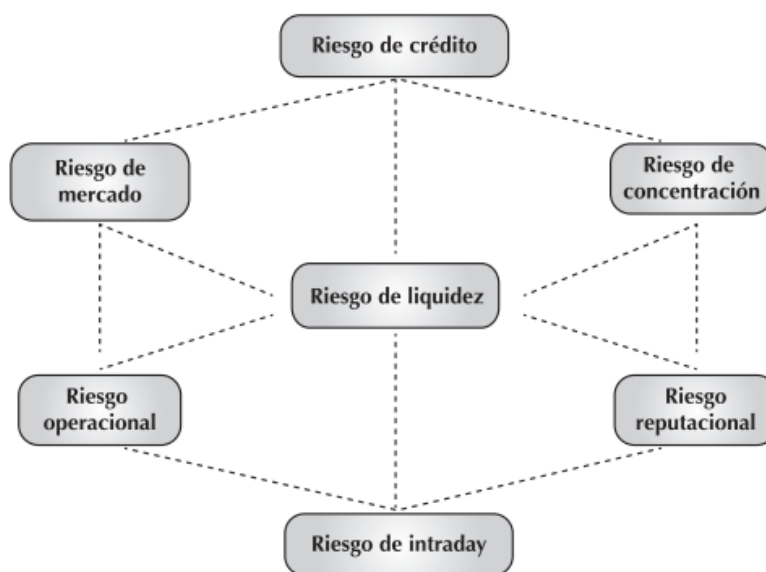 Riesgo de crédito
Riesgo de
mercado
Riesgo de
concentración
Riesgo de liquidez
Riesgo
operacional
Riesgo
reputacional
Riesgo de intraday